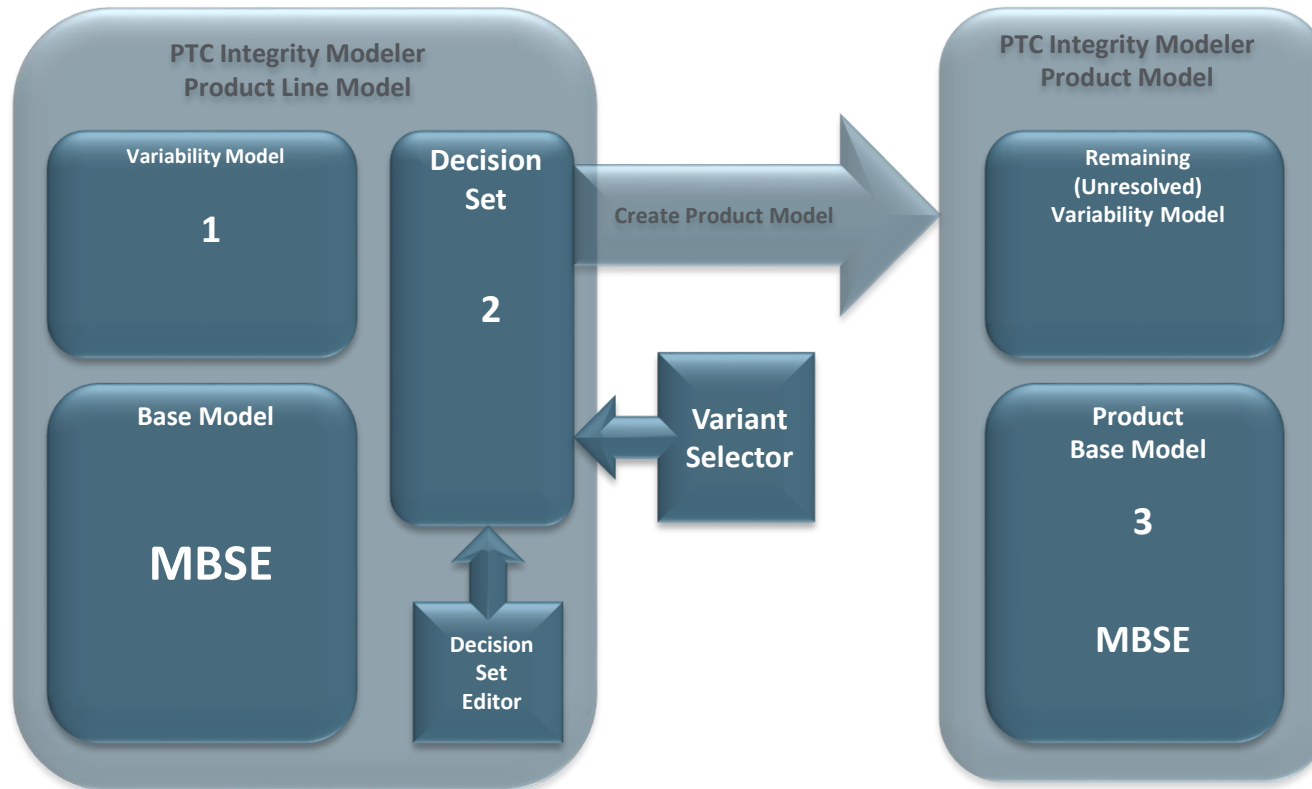 PTC Integrity Modeler
Product Line Model
Variability Model
1
Decision
Set
2
Base Model
MBSE
Decision
Set
Editor
Create Product Model
Variant
Selector
PTC Integrity Modeler
Product Model
Remaining
(Unresolved)
Variability Model
Product
Base Model
3
MBSE